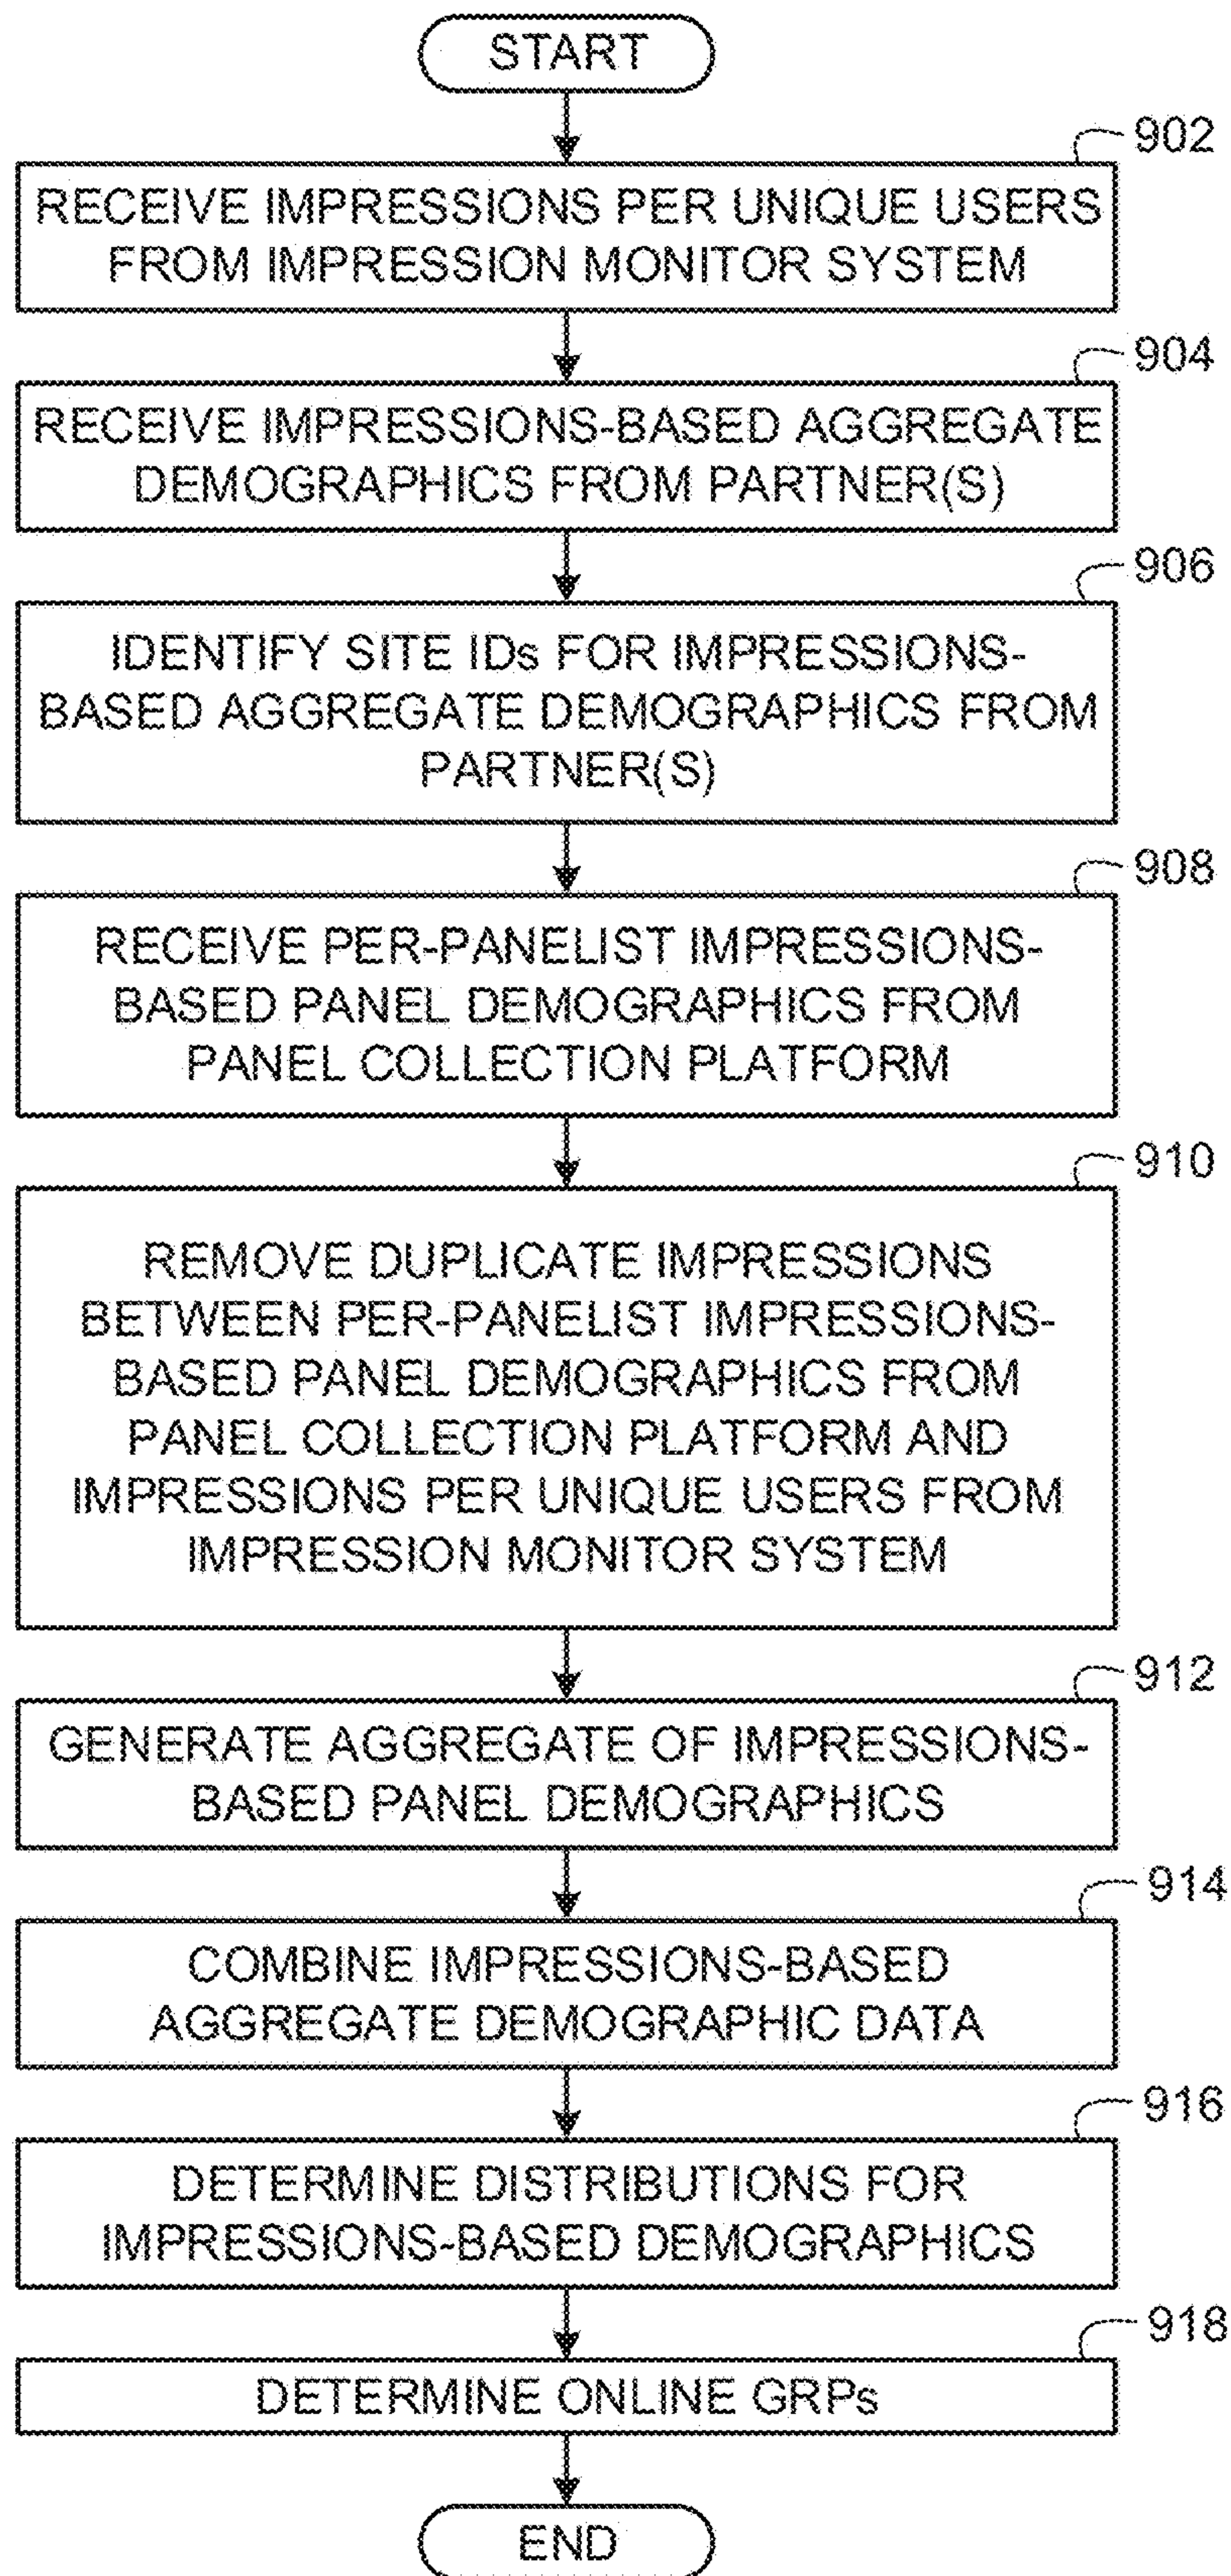 START
902
RECEIVE IMPRESSIONS PER UNIQUE USERS
FROM IMPRESSION MONITOR SYSTEM
904
RECEIVE IMPRESSIONS-BASED AGGREGATE
DEMOGRAPHICS FROM PARTNER(S)
906
IDENTIFY SITE IDs FOR IMPRESSIONS-
BASED AGGREGATE DEMOGRAPHICS FROM
PARTNER(S)
908
RECEIVE PER-PANELIST IMPRESSIONS-
BASED PANEL DEMOGRAPHICS FROM
PANEL COLLECTION PLATFORM
910
REMOVE DUPLICATE IMPRESSIONS
BETWEEN PER-PANELIST IMPRESSIONS-
BASED PANEL DEMOGRAPHICS FROM
PANEL COLLECTION PLATFORM AND
IMPRESSIONS PER UNIQUE USERS FROM
IMPRESSION MONITOR SYSTEM
912
GENERATE AGGREGATE OF IMPRESSIONS-
BASED PANEL DEMOGRAPHICS
914
COMBINE IMPRESSIONS-BASED
AGGREGATE DEMOGRAPHIC DATA
916
DETERMINE DISTRIBUTIONS FOR
IMPRESSIONS-BASED DEMOGRAPHICS
918
DETERMINE ONLINE GRPs
END